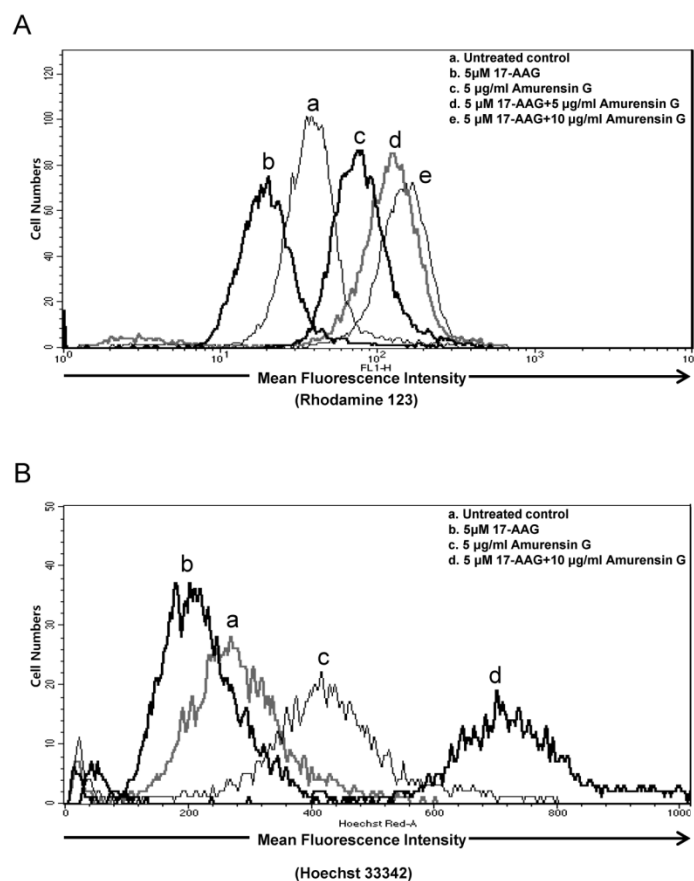 A
a. Untreated control
b. 5µM 17-AAG
c. 5 µg/ml Amurensin G
d. 5 µM 17-AAG+5 µg/ml Amurensin G
e. 5 µM 17-AAG+10 µg/ml Amurensin G
a
b
c
d
e
Cell Numbers
120
100
80
60
40
20
0
10⁰
10¹
10²
10³
FL1-H
Mean Fluorescence Intensity
(Rhodamine 123)
B
a. Untreated control
b. 5µM 17-AAG
c. 5 µg/ml Amurensin G
d. 5 µM 17-AAG+10 µg/ml Amurensin G
b
a
c
d
Cell Numbers
50
40
30
20
10
0
0
200
400
600
800
1000
Hoechst Red-A
Mean Fluorescence Intensity
(Hoechst 33342)